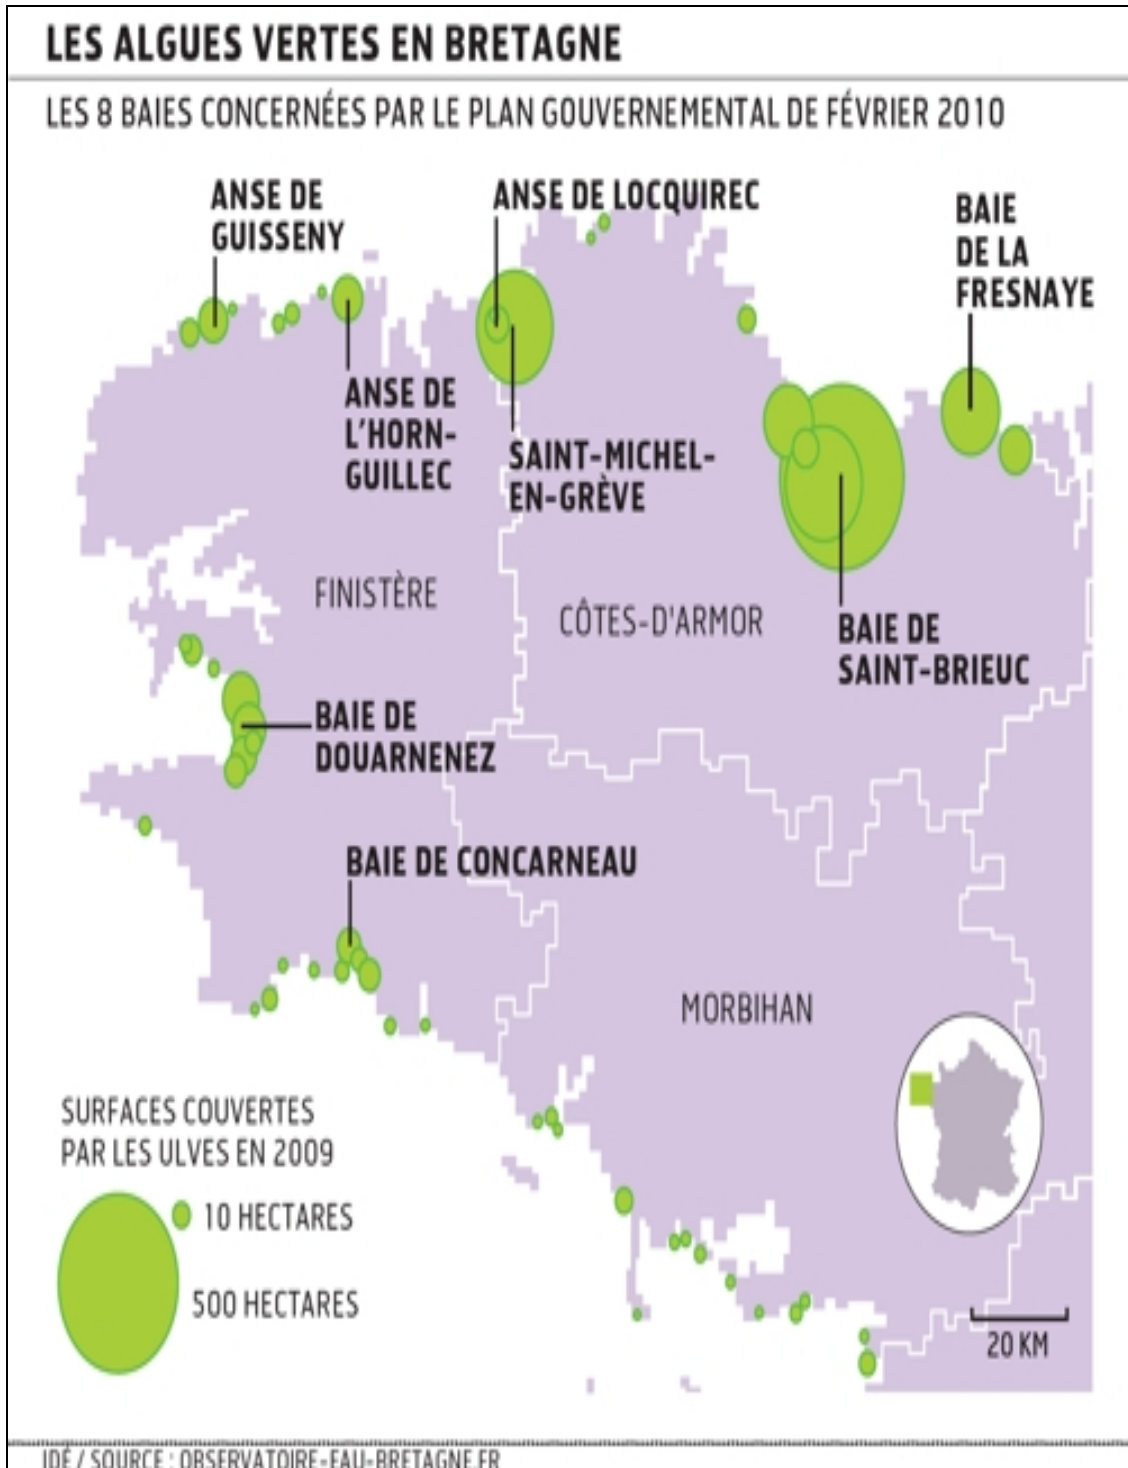 LES ALGUES VERTES EN BRETAGNE
LES 8 BAIES CONCERNÉES PAR LE PLAN GOUVERNEMENTAL DE FÉVRIER 2010
ANSE DE
GUISSENY
ANSE DE LOCQUIREC
BAIE
DE LA
FRESNAYE
ANSE DE
L'HORN-
GUILLEC
SAINT-MICHEL-
EN-GRÈVE
FINISTÈRE
CÔTES-D'ARMOR
BAIE DE
SAINT-BRIEUC
BAIE DE
DOUARNENEZ
BAIE DE CONCARNEAU
MORBIHAN
SURFACES COUVERTES
PAR LES ULVES EN 2009
10 HECTARES
500 HECTARES
20 KM
IDÉ / SOURCE : OBSERVATOIRE-EAU-BRETAGNE.FR